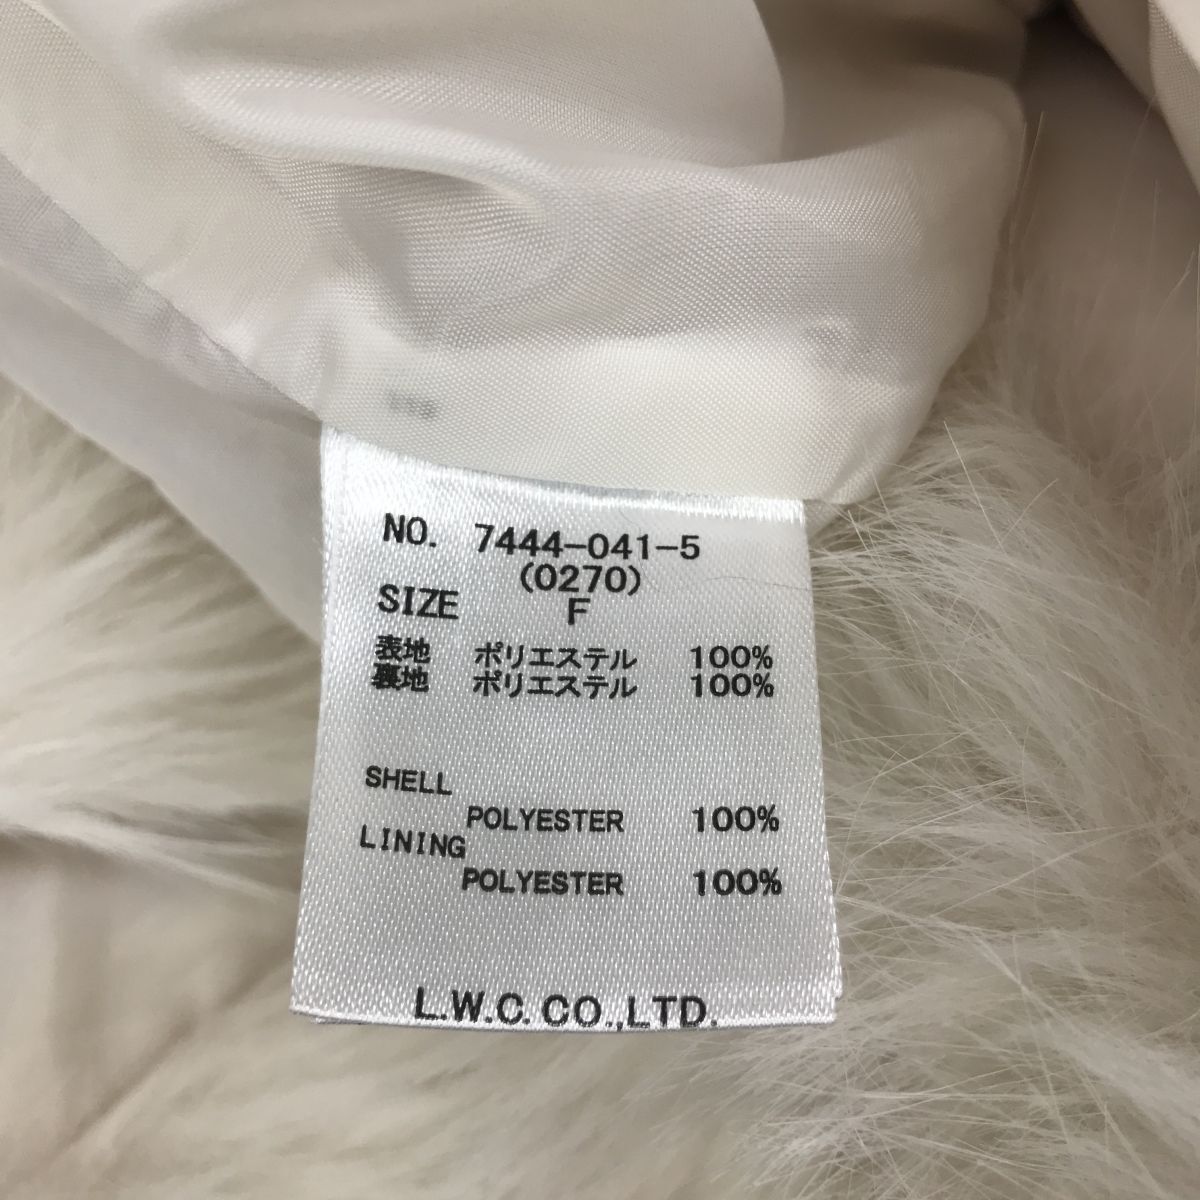 NO. 7444-041-5
(0270)
SIZE F
表地 ポリエステル 100%
裏地 ポリエステル 100%
SHELL
POLYESTER 100%
LINING
POLYESTER 100%
L.W.C. CO.,LTD.